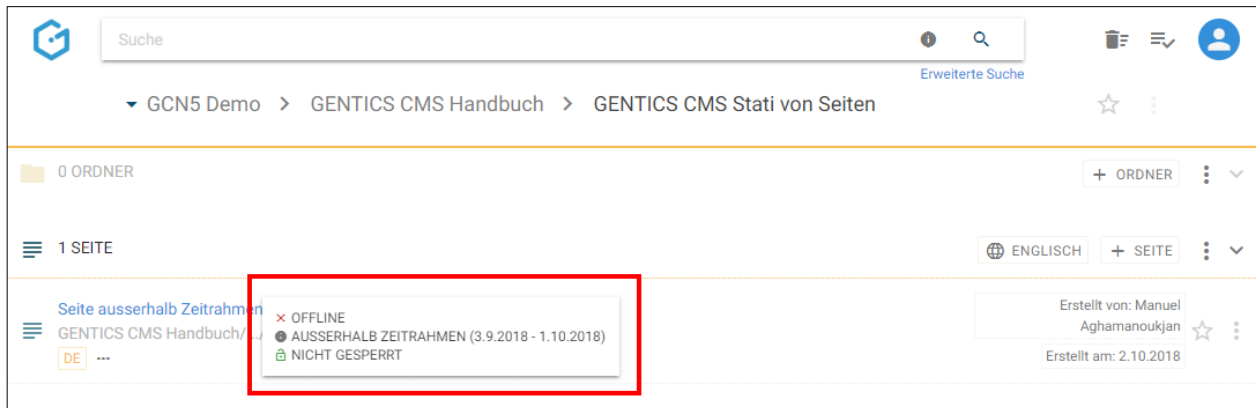 Suche
Erweiterte Suche
GCN5 Demo > GENTICS CMS Handbuch > GENTICS CMS Stati von Seiten
0 ORDNER
+ ORDNER
1 SEITE
ENGLISCH
+ SEITE
Seite ausserhalb Zeitrahmen
GENTICS CMS Handbuch/.../
DE ...
OFFLINE
AUSSERHALB ZEITRAHMEN (3.9.2018 - 1.10.2018)
NICHT GESPERRT
Erstellt von: Manuel
Aghamanoukjan
Erstellt am: 2.10.2018